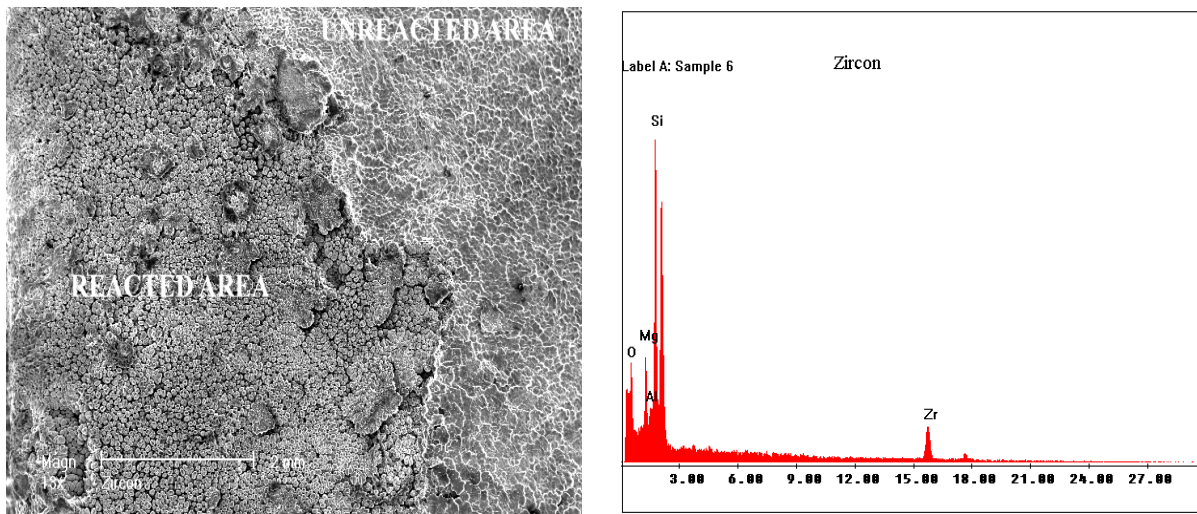 UNREACTED AREA
REACTED AREA
Magn
13x
2 mm
Zircon
Zircon
Label A: Sample 6
Si
Mg
O
Al
Zr
3.00 6.00 9.00 12.00 15.00 18.00 21.00 24.00 27.00